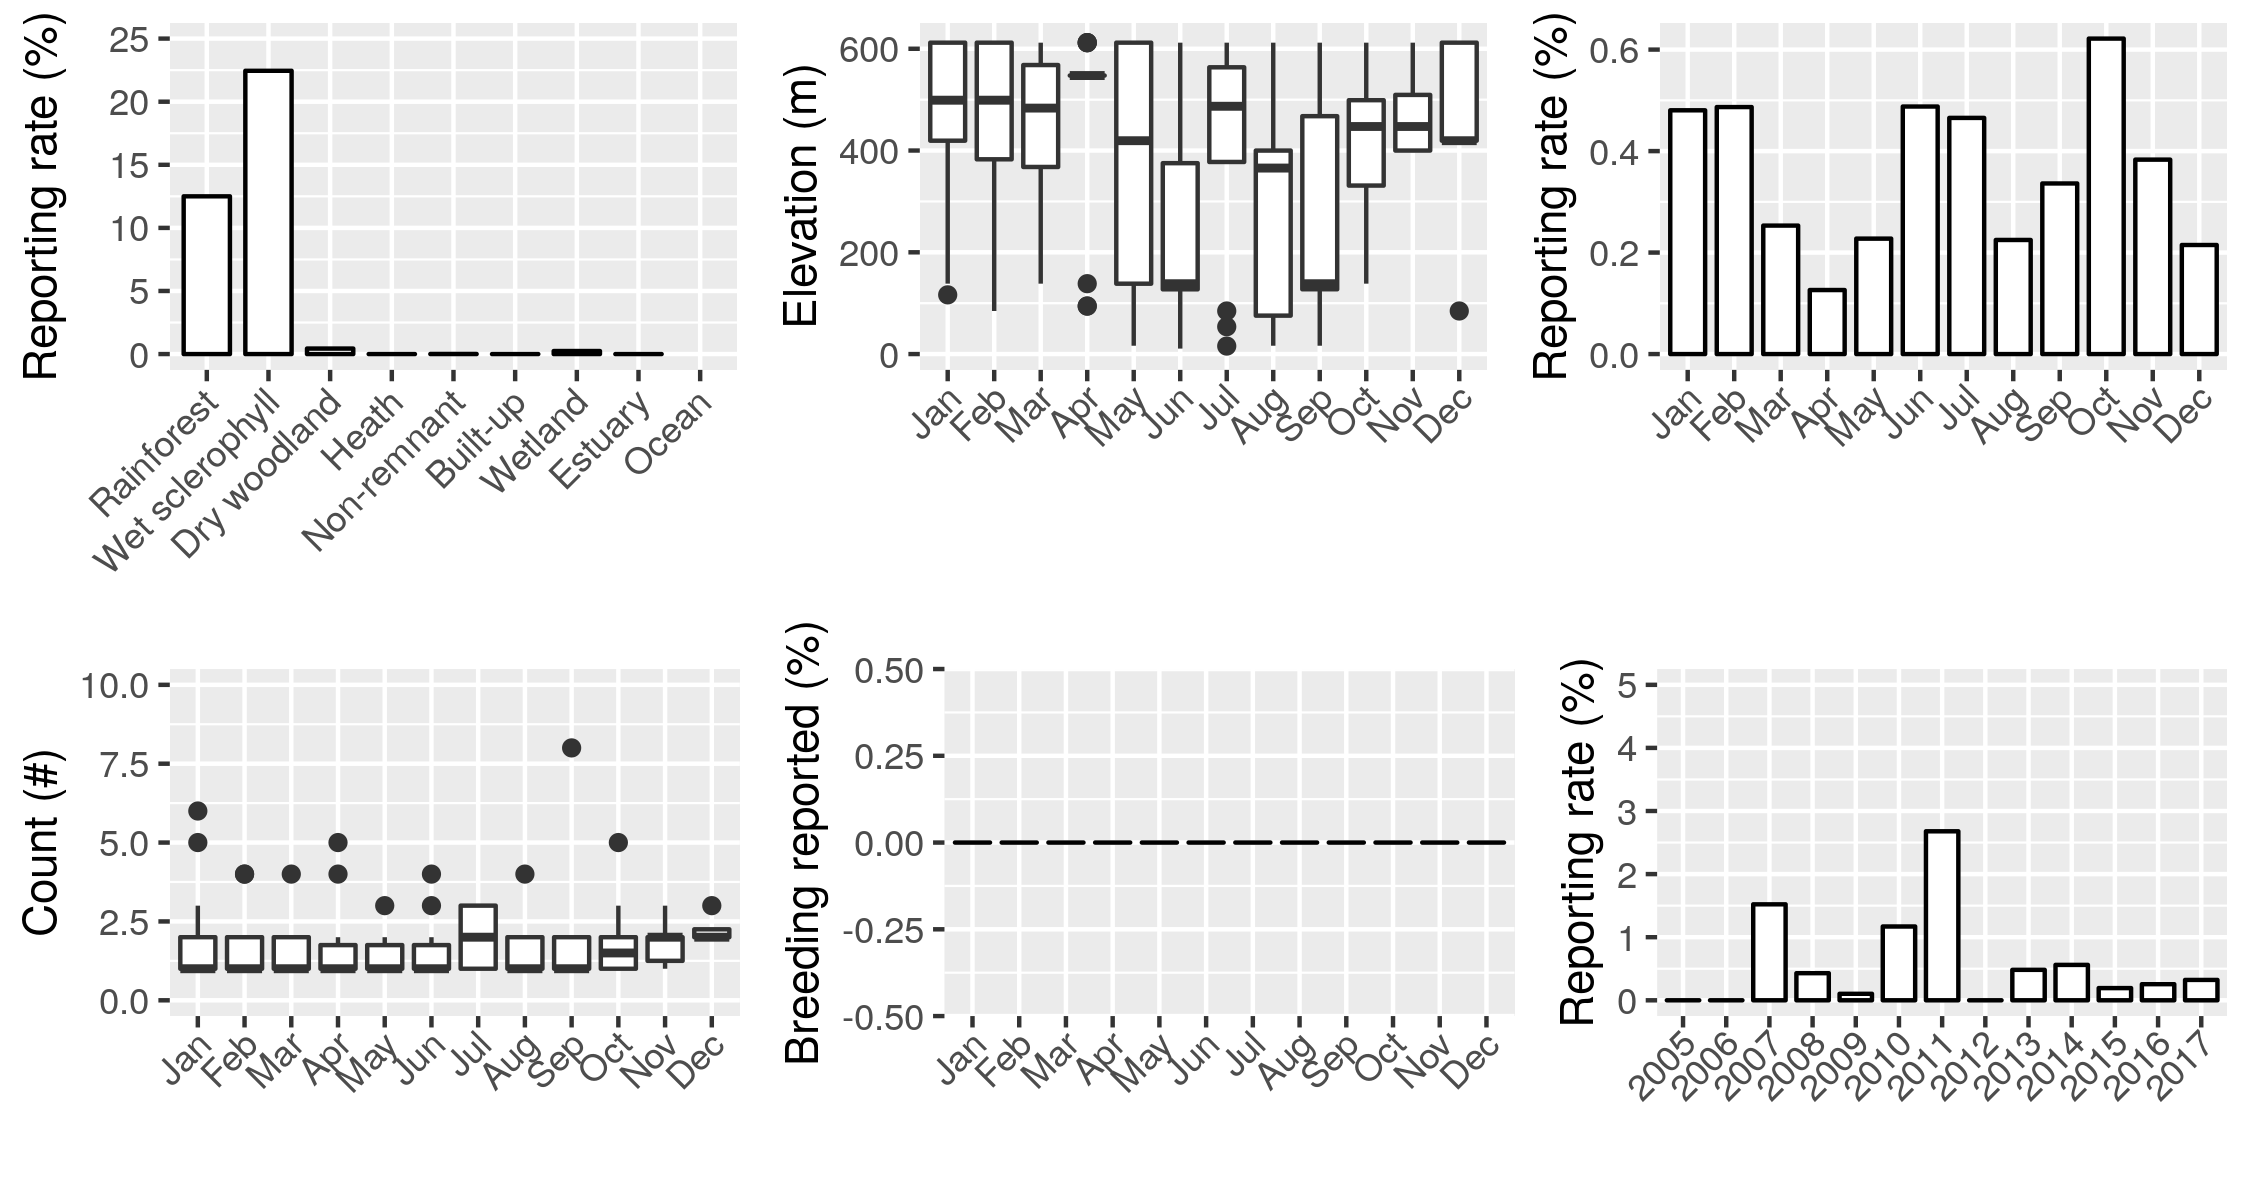 Reporting rate (%)
25
20
15
10
5
0
Rainforest
Wet sclerophyll
Dry woodland
Heath
Non-remnant
Built-up
Wetland
Estuary
Ocean
Elevation (m)
600
400
200
0
Jan
Feb
Mar
Apr
May
Jun
Jul
Aug
Sep
Oct
Nov
Dec
Reporting rate (%)
0.6
0.4
0.2
0.0
Jan
Feb
Mar
Apr
May
Jun
Jul
Aug
Sep
Oct
Nov
Dec
Count (#)
10.0
7.5
5.0
2.5
0.0
Jan
Feb
Mar
Apr
May
Jun
Jul
Aug
Sep
Oct
Nov
Dec
Breeding reported (%)
0.50
0.25
0.00
-0.25
-0.50
Jan
Feb
Mar
Apr
May
Jun
Jul
Aug
Sep
Oct
Nov
Dec
Reporting rate (%)
5
4
3
2
1
0
2005
2006
2007
2008
2009
2010
2011
2012
2013
2014
2015
2016
2017